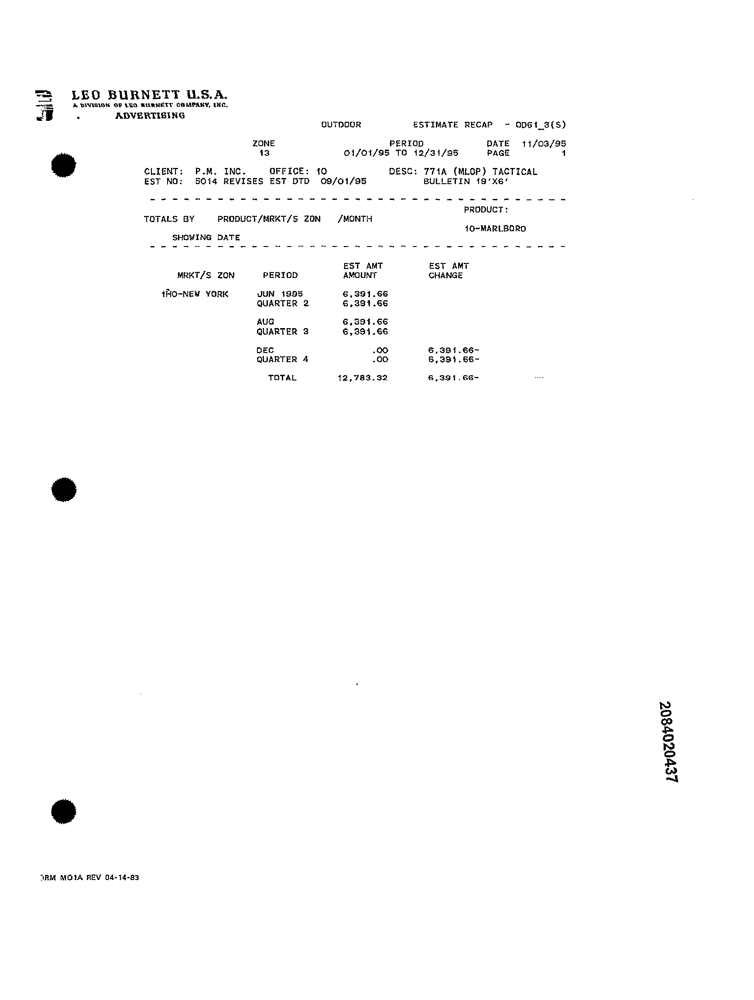 LEO BURNETT U.S.A.
A DIVISION OF LEO BURNETT COMPANY, INC.
ADVERTISING
OUTDOOR ESTIMATE RECAP - OD61_3(S)
ZONE PERIOD DATE 11/03/95
13 01/01/95 TO 12/31/95 PAGE 1
CLIENT: P.M. INC. OFFICE: 10 DESC: 771A (MLOP) TACTICAL
EST NO: 5014 REVISES EST DTD 09/01/95 BULLETIN 19'X6'
PRODUCT:
TOTALS BY PRODUCT/MRKT/S ZON /MONTH
10-MARLBORO
SHOWING DATE
EST AMT EST AMT
MRKT/S ZON PERIOD AMOUNT CHANGE
1HO-NEW YORK JUN 1995 6,391.66
QUARTER 2 6,391.66
AUG 6,391.66
QUARTER 3 6,391.66
DEC .00 6,391.66-
QUARTER 4 .00 6,391.66-
TOTAL 12,783.32 6,391.66-
2084020437
ORM MO1A REV 04-14-83